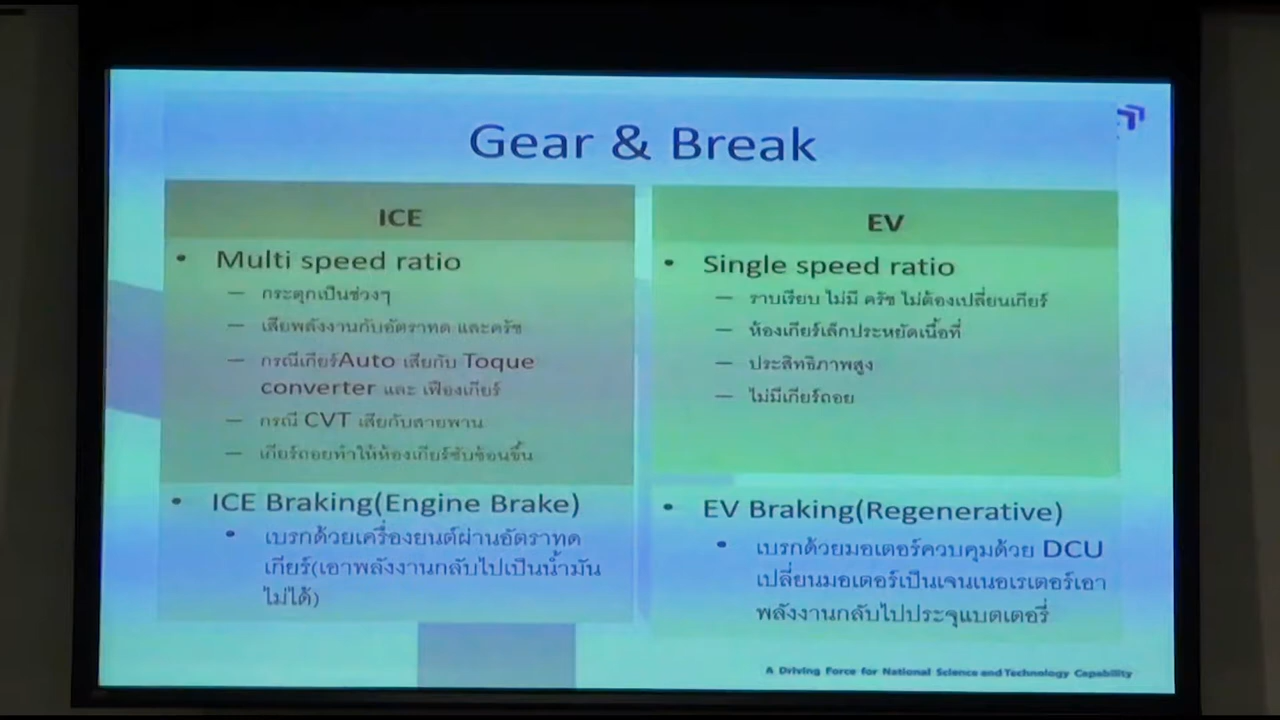 Gear & Break
ICE
• Multi speed ratio
— กระตุกเป็นช่วงๆ
— เสียพลังงานกับอัตราทด และครัช
— กรณีเกียร์Auto เสียกับ Toque
converter และ เฟืองเกียร์
— กรณี CVT เสียกับสายพาน
— เกียร์ถอยทำให้ห้องเกียร์ซับซ้อนขึ้น
• ICE Braking(Engine Brake)
• เบรกด้วยเครื่องยนต์ผ่านอัตราทด
เกียร์(เอาพลังงานกลับไปเป็นน้ำมัน
ไม่ได้)
EV
• Single speed ratio
— ราบเรียบ ไม่มี ครัช ไม่ต้องเปลี่ยนเกียร์
— ห้องเกียร์เล็กประหยัดเนื้อที่
— ประสิทธิภาพสูง
— ไม่มีเกียร์ถอย
• EV Braking(Regenerative)
• เบรกด้วยมอเตอร์ควบคุมด้วย DCU
เปลี่ยนมอเตอร์เป็นเจนเนอเรเตอร์เอา
พลังงานกลับไปประจุแบตเตอรี่
A Driving Force for National Science and Technology Capability